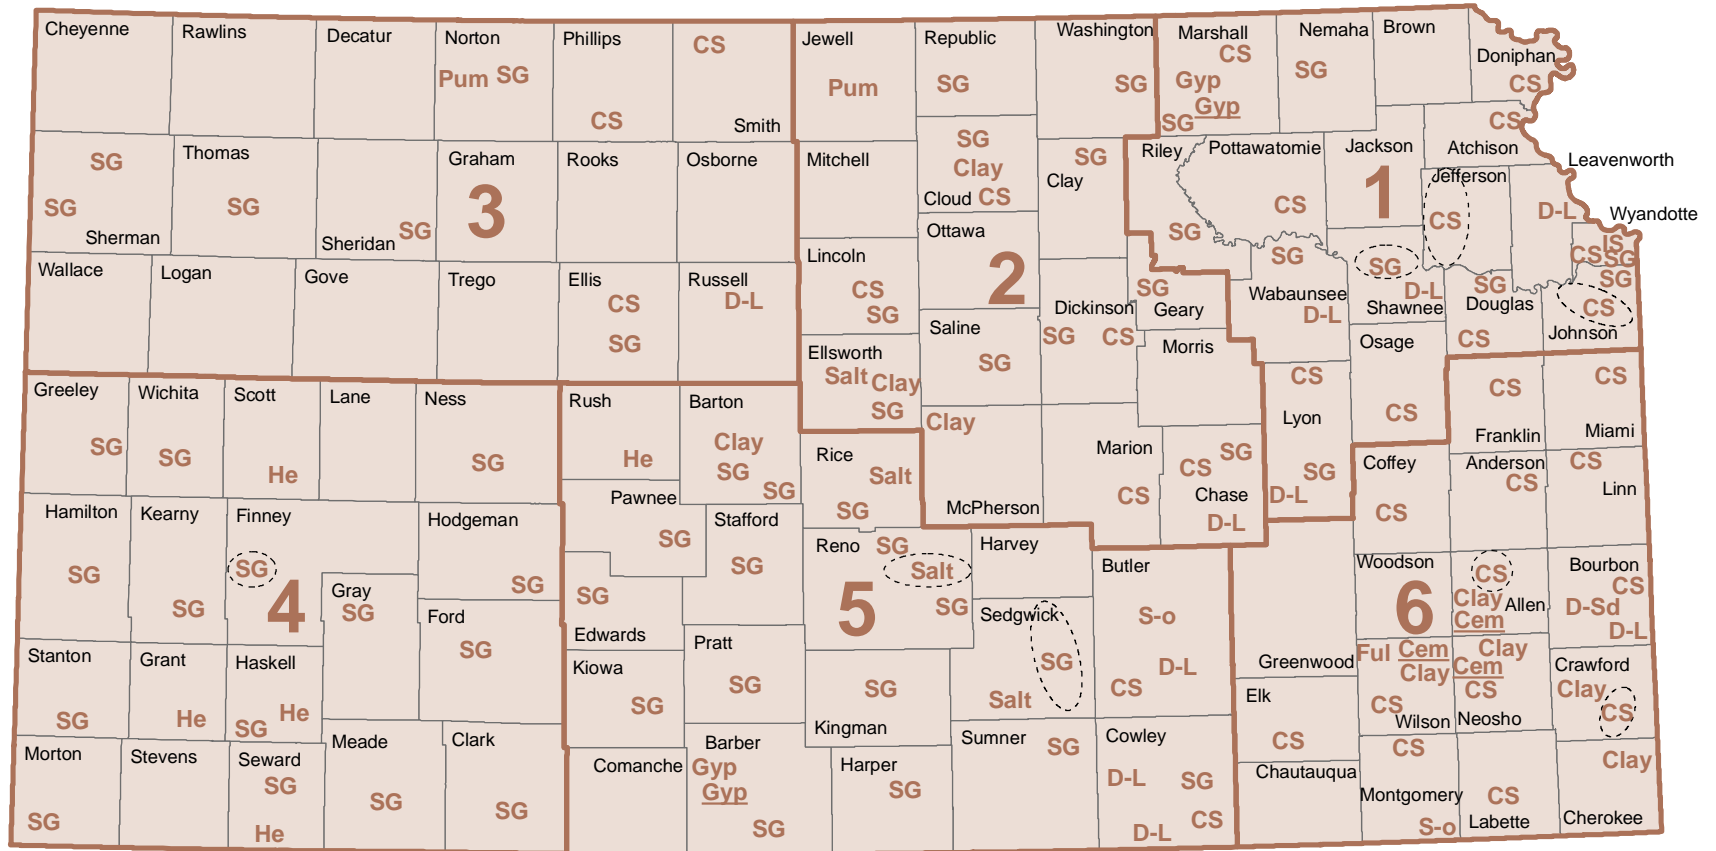 Cheyenne
Rawlins
Decatur
Norton
Pum SG
Phillips
CS
CS
Smith
Jewell
Pum
Republic
SG
Washington
SG
Marshall
CS
Gyp
Gyp
SG
Nemaha
SG
Brown
Doniphan
CS
SG
SG
Sherman
Thomas
SG
Sheridan
SG
Graham
3
Rooks
Osborne
Mitchell
SG
Clay
Cloud CS
SG
Clay
Riley
SG
Pottawatomie
CS
Jackson
1
CS
Atchison
Jefferson
CS
Leavenworth
D-L
Wyandotte
IS
CS SG
Wallace
Logan
Gove
Trego
Ellis
CS
SG
Russell
D-L
Lincoln
CS
SG
Ottawa
2
Dickinson
SG CS
SG
Geary
SG
Wabaunsee
D-L
SG
D-L
Shawnee
SG
Douglas
CS
SG
CS
Johnson
Ellsworth
Salt Clay
SG
Saline
SG
Morris
Osage
CS
Greeley
SG
Wichita
SG
Scott
He
Lane
Ness
SG
Rush
He
Barton
Clay
SG
SG
Rice
Salt
SG
Clay
McPherson
Marion
CS
SG
CS
Chase
D-L
CS
Lyon
SG
D-L
CS
Franklin
CS
Miami
Coffey
CS
Anderson
CS
CS
Linn
Hamilton
SG
Kearny
SG
Finney
SG
4
Gray
SG
Hodgeman
SG
Ford
SG
Pawnee
SG
SG
Edwards
Stafford
SG
Reno SG
Salt
SG
5
Harvey
Sedgwick
SG
Salt
Butler
S-o
D-L
CS
Greenwood
Woodson
6
CS
Clay
Allen
Cem
Bourbon
CS
D-Sd
D-L
Stanton
SG
Grant
He
Haskell
He
SG
Kiowa
SG
Pratt
SG
SG
Kingman
Elk
CS
Ful Cem
Clay
CS
Wilson
Clay
Cem
CS
Neosho
Crawford
Clay
CS
Morton
SG
Stevens
Seward
SG
He
Meade
SG
Clark
SG
Comanche
Barber
Gyp
Gyp
SG
Harper
SG
Sumner
SG
Cowley
D-L
SG
CS
D-L
Chautauqua
CS
Montgomery
S-o
CS
Labette
Clay
Cherokee